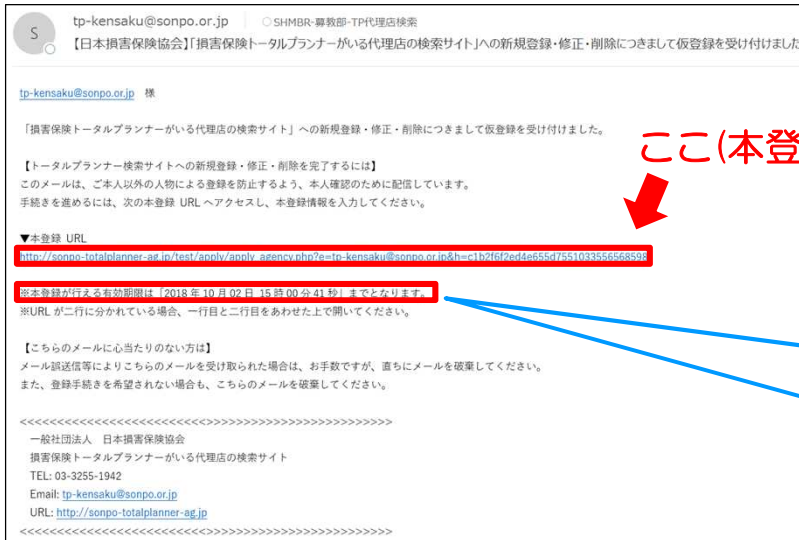 S
tp-kensaku@sonpo.or.jp ○SHMBR-募教部-TP代理店検索
【日本損害保険協会】「損害保険トータルプランナーがいる代理店の検索サイト」への新規登録・修正・削除につきまして仮登録を受け付けました
tp-kensaku@sonpo.or.jp 様
「損害保険トータルプランナーがいる代理店の検索サイト」への新規登録・修正・削除につきまして仮登録を受け付けました。
ここ(本登
【トータルプランナー検索サイトへの新規登録・修正・削除を完了するには】
このメールは、ご本人以外の人物による登録を防止するよう、本人確認のために配信しています。
手続きを進めるには、次の本登録 URL へアクセスし、本登録情報を入力してください。
▼本登録 URL
http://sonpo-totalplanner-ag.jp/test/apply/apply_agency.php?e=tp-kensaku@sonpo.or.jp&h=c1b2f6f2ed4e655d7551033556568598
※本登録が行える有効期限は「2018 年 10 月 02 日 15 時 00 分 41 秒」までとなります。
※URL が二行に分かれている場合、一行目と二行目をあわせた上で開いてください。
【こちらのメールに心当たりのない方は】
メール誤送信等によりこちらのメールを受け取られた場合は、お手数ですが、直ちにメールを破棄してください。
また、登録手続きを希望されない場合も、こちらのメールを破棄してください。
<<<<<<<<<<<<<<<<<<<<<<<<<>>>>>>>>>>>>>>>>>>>>>>>>>
一般社団法人 日本損害保険協会
損害保険トータルプランナーがいる代理店の検索サイト
TEL: 03-3255-1942
Email: tp-kensaku@sonpo.or.jp
URL: http://sonpo-totalplanner-ag.jp
<<<<<<<<<<<<<<<<<<<<<<<<<>>>>>>>>>>>>>>>>>>>>>>>>>